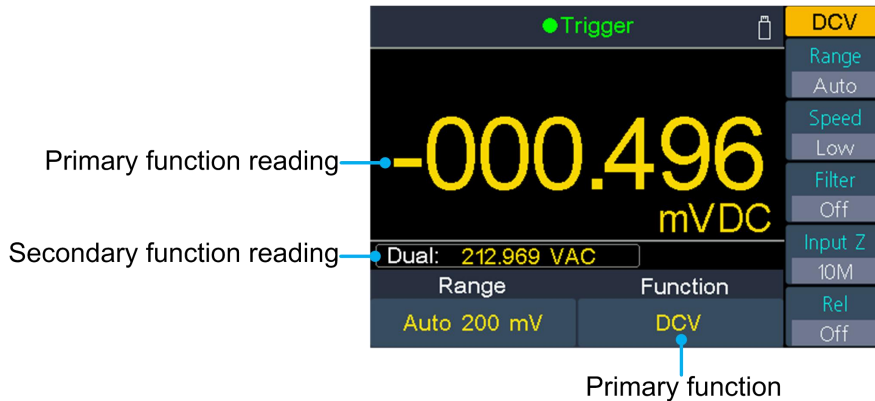 Trigger
DCV
Range
Auto
Speed
Low
Filter
Off
Input Z
10M
Rel
Off
Primary function reading
-000.496
mVDC
Secondary function reading
Dual: 212.969 VAC
Range
Function
Auto 200 mV
DCV
Primary function